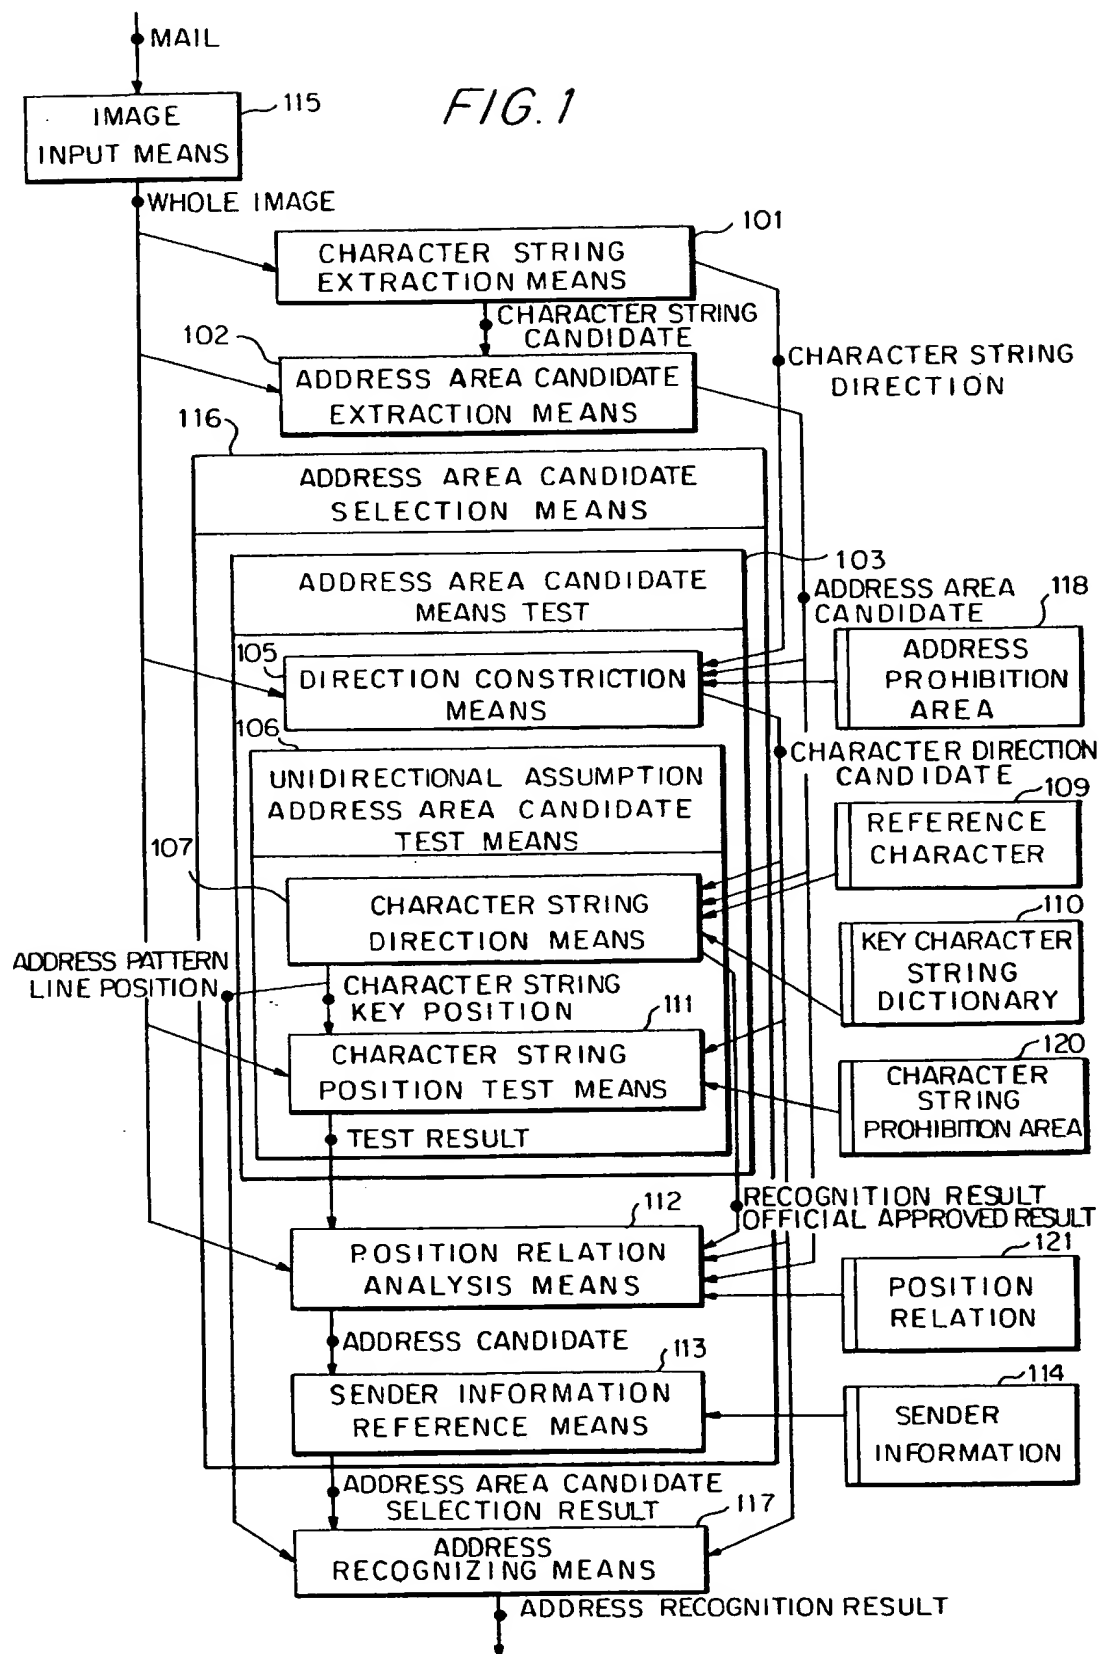 MAIL
FIG. 1
IMAGE
INPUT MEANS
115
WHOLE IMAGE
101
CHARACTER STRING
EXTRACTION MEANS
CHARACTER STRING
CANDIDATE
102
CHARACTER STRING
DIRECTION
ADDRESS AREA CANDIDATE
EXTRACTION MEANS
116
ADDRESS AREA CANDIDATE
SELECTION MEANS
103
ADDRESS AREA CANDIDATE
MEANS TEST
ADDRESS AREA
CANDIDATE
118
ADDRESS
PROHIBITION
AREA
105
DIRECTION CONSTRICTION
MEANS
106
CHARACTER DIRECTION
CANDIDATE
UNIDIRECTIONAL ASSUMPTION
ADDRESS AREA CANDIDATE
TEST MEANS
109
REFERENCE
CHARACTER
107
CHARACTER STRING
DIRECTION MEANS
110
KEY CHARACTER
STRING
DICTIONARY
ADDRESS PATTERN
LINE POSITION
CHARACTER STRING
KEY POSITION
111
CHARACTER STRING
POSITION TEST MEANS
120
CHARACTER
STRING
PROHIBITION AREA
TEST RESULT
112
RECOGNITION RESULT
OFFICIAL APPROVED RESULT
POSITION RELATION
ANALYSIS MEANS
121
POSITION
RELATION
ADDRESS CANDIDATE
113
SENDER INFORMATION
REFERENCE MEANS
114
SENDER
INFORMATION
ADDRESS AREA CANDIDATE
SELECTION RESULT
117
ADDRESS
RECOGNIZING MEANS
ADDRESS RECOGNITION RESULT